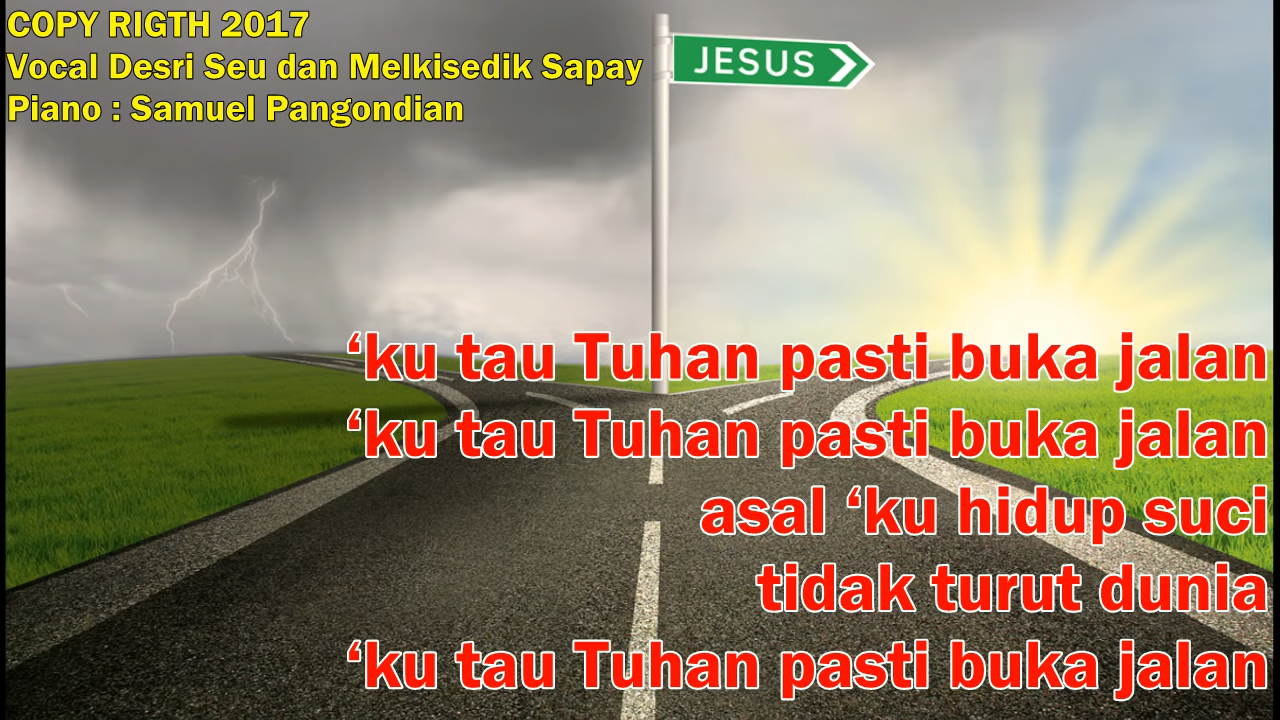 COPY RIGTH 2017
Vocal Desri Seu dan Melkisedik Sapay
Piano : Samuel Pangondian
JESUS
‘ku tau Tuhan pasti buka jalan
‘ku tau Tuhan pasti buka jalan
asal ‘ku hidup suci
tidak turut dunia
‘ku tau Tuhan pasti buka jalan